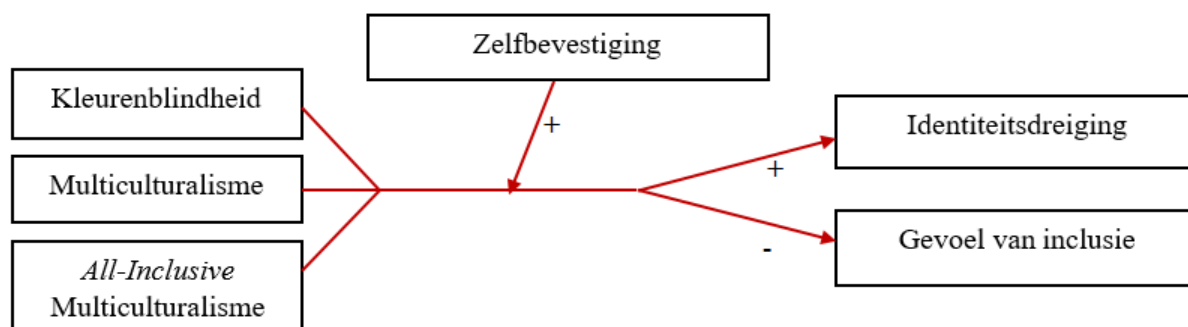 Zelfbevestiging
Kleurenblindheid
Multiculturalisme
All-Inclusive
Multiculturalisme
+
Identiteitsdreiging
+
Gevoel van inclusie
-